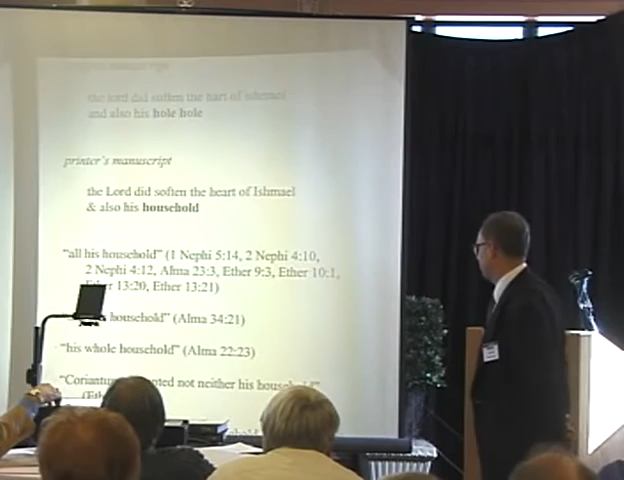 the lord did soften the hart of ishmael
and also his hole hole
printer's manuscript
the Lord did soften the heart of Ishmael
& also his household
"all his household" (1 Nephi 5:14, 2 Nephi 4:10,
2 Nephi 4:12, Alma 23:3, Ether 9:3, Ether 10:1,
13:20, Ether 13:21)
household" (Alma 34:21)
"his whole household" (Alma 22:23)
not neither his